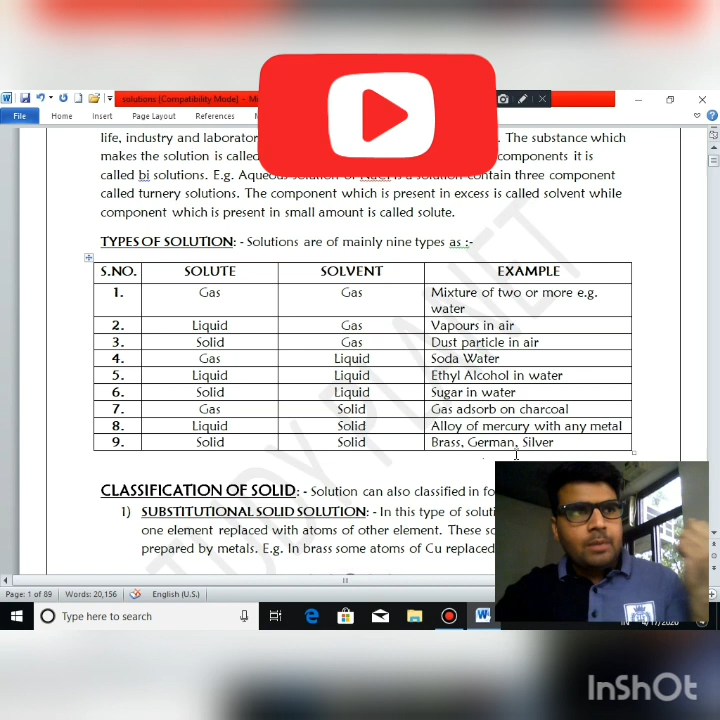 solutions [Compatibility Mode] - Mi
File Home Insert Page Layout References
life, industry and laborator The substance which
makes the solution is called components it is
called bi solutions. E.g. Aqueous solution of NaCl is a solution contain three component
called turnery solutions. The component which is present in excess is called solvent while
component which is present in small amount is called solute.
TYPES OF SOLUTION: - Solutions are of mainly nine types as :-
S.NO. SOLUTE SOLVENT EXAMPLE
1. Gas Gas Mixture of two or more e.g.
water
2. Liquid Gas Vapours in air
3. Solid Gas Dust particle in air
4. Gas Liquid Soda Water
5. Liquid Liquid Ethyl Alcohol in water
6. Solid Liquid Sugar in water
7. Gas Solid Gas adsorb on charcoal
8. Liquid Solid Alloy of mercury with any metal
9. Solid Solid Brass, German, Silver
STUDY PLANET
CLASSIFICATION OF SOLID: - Solution can also classified in fo
1) SUBSTITUTIONAL SOLID SOLUTION: - In this type of soluti
one element replaced with atoms of other element. These so
prepared by metals. E.g. In brass some atoms of Cu replaced
Page: 1 of 89 Words: 20,156 English (U.S.)
Type here to search
IN 4/17/2020
InShOt